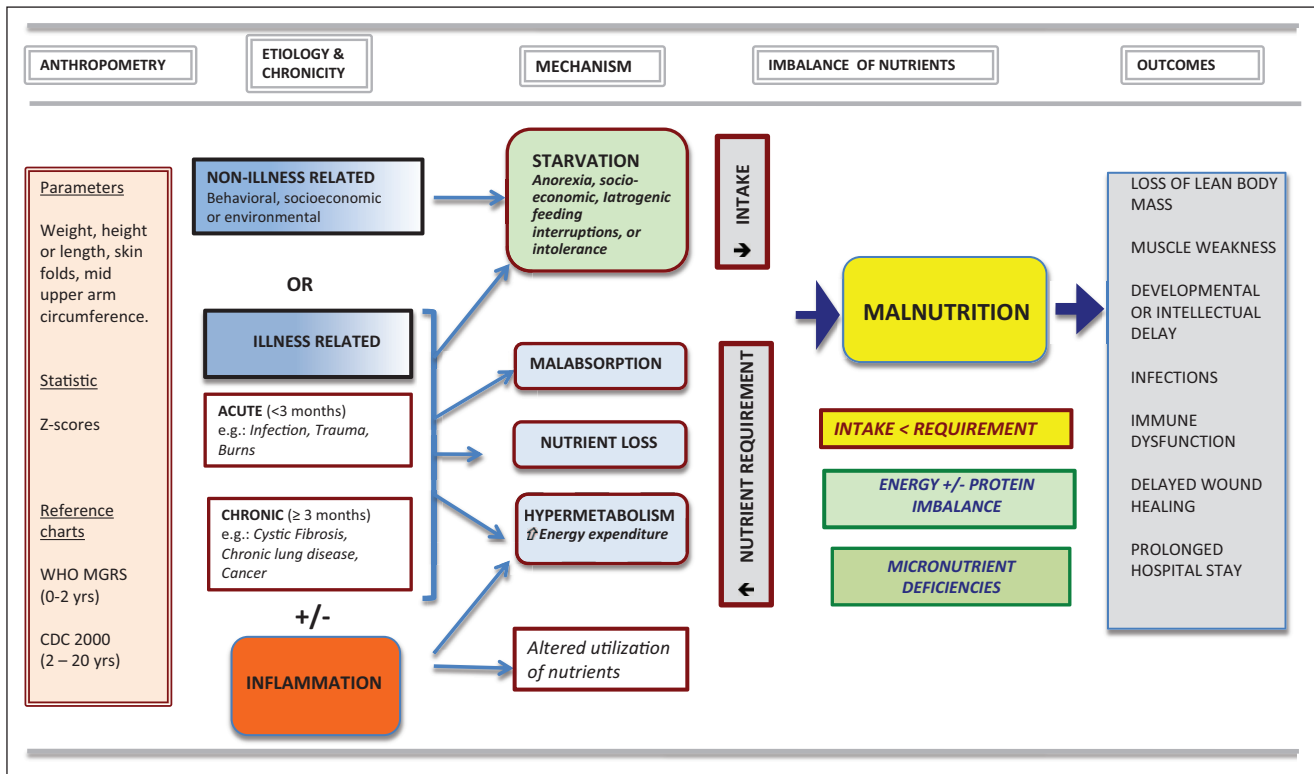 ANTHROPOMETRY
ETIOLOGY &
CHRONICITY
MECHANISM
IMBALANCE OF NUTRIENTS
OUTCOMES
Parameters
Weight, height
or length, skin
folds, mid
upper arm
circumference.
Statistic
Z-scores
Reference
charts
WHO MGRS
(0-2 yrs)
CDC 2000
(2 – 20 yrs)
NON-ILLNESS RELATED
Behavioral, socioeconomic
or environmental
OR
ILLNESS RELATED
ACUTE (<3 months)
e.g.: Infection, Trauma,
Burns
CHRONIC (≥ 3 months)
e.g.: Cystic Fibrosis,
Chronic lung disease,
Cancer
+/-
INFLAMMATION
STARVATION
Anorexia, socio-
economic, Iatrogenic
feeding
interruptions, or
intolerance
MALABSORPTION
NUTRIENT LOSS
HYPERMETABOLISM
⇧ Energy expenditure
Altered utilization
of nutrients
↓ INTAKE
↑ NUTRIENT REQUIREMENT
MALNUTRITION
INTAKE < REQUIREMENT
ENERGY +/- PROTEIN
IMBALANCE
MICRONUTRIENT
DEFICIENCIES
LOSS OF LEAN BODY
MASS
MUSCLE WEAKNESS
DEVELOPMENTAL
OR INTELLECTUAL
DELAY
INFECTIONS
IMMUNE
DYSFUNCTION
DELAYED WOUND
HEALING
PROLONGED
HOSPITAL STAY